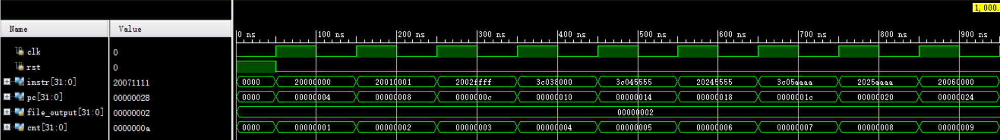 1,000.
Name Value
0 ns 100 ns 200 ns 300 ns 400 ns 500 ns 600 ns 700 ns 800 ns 900 ns
clk 0
rst 0
instr[31:0] 20071111 0000 20000000 20010001 2002ffff 3c038000 3c045555 20245555 3c05aaaa 2025aaaa 20060000
pc[31:0] 00000028 0000 00000004 00000008 0000000c 00000010 00000014 00000018 0000001c 00000020 00000024
file_output[31:0] 00000002 00000002
cnt[31:0] 0000000a 0000 00000001 00000002 00000003 00000004 00000005 00000006 00000007 00000008 00000009